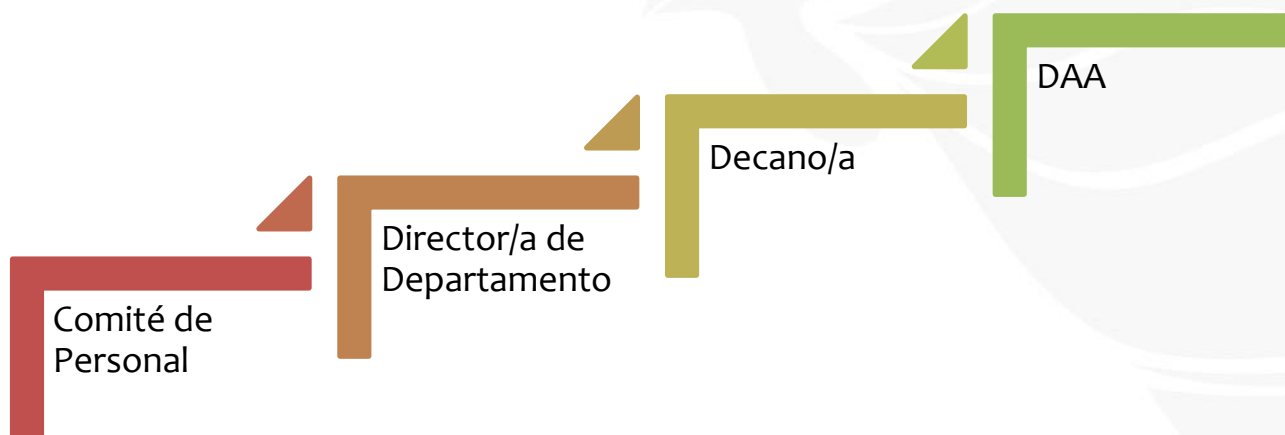 Comité de
Personal
Director/a de
Departamento
Decano/a
DAA